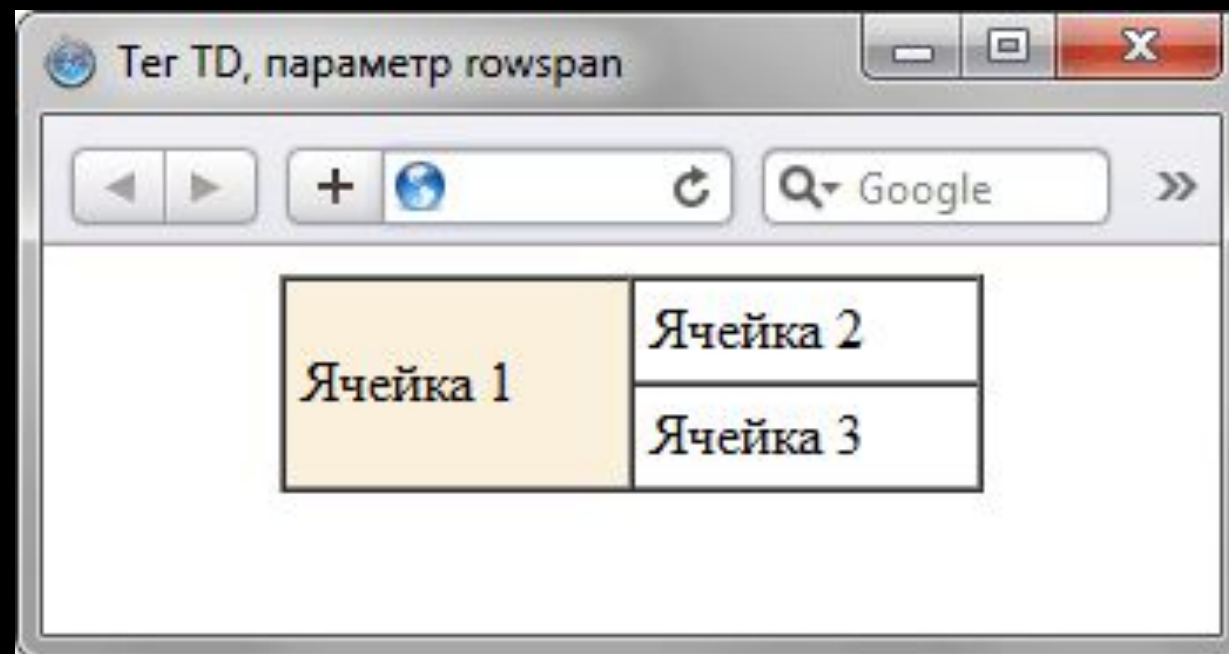 Тег TD, параметр rowspan
Google
Ячейка 1
Ячейка 2
Ячейка 3